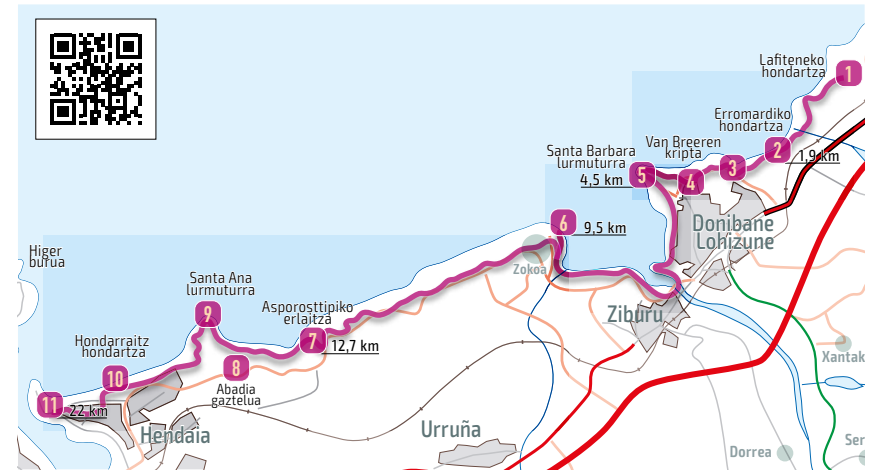 Lafiteneko
hondartza
1
Erromardiko
hondartza
2
1,9 km
Van Breeren
kripta
3
4
Santa Barbara
lurmuturra
5
4,5 km
Donibane
Lohizune
6
9,5 km
Zokoa
Higer
burua
Santa Ana
lurmuturra
9
Asporosttipiko
erlaitza
7
12,7 km
Ziburu
Hondarraitz
hondartza
10
8
Abadia
gaztelua
Xantak
11
22 km
Hendaia
Urruña
Dorrea
Ser